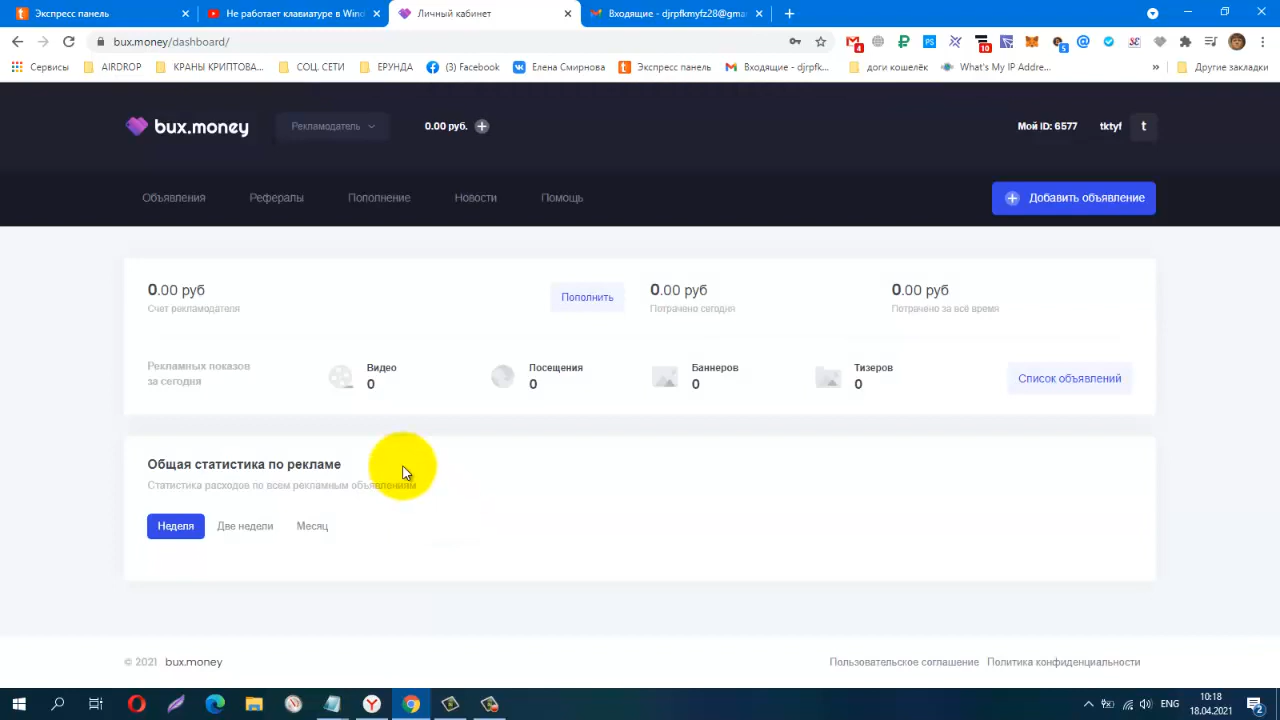 Экспресс панель
Не работает клавиатуре в Wind
Личный кабинет
Входящие - djrpfkmyfz28@gmai
bux.money/dashboard/
4
10
5
Сервисы
AIRDROP
КРАНЫ КРИПТОВА...
СОЦ. СЕТИ
ЕРУНДА
(3) Facebook
Елена Смирнова
Экспресс панель
Входящие - djrpfk...
доги кошелёк
What's My IP Addre...
»
Другие закладки
bux.money
Рекламодатель
0.00 руб.
Мой ID: 6577
tktyf
t
Объявления
Рефералы
Пополнение
Новости
Помощь
Добавить объявление
0.00 руб
Счет рекламодателя
Пополнить
0.00 руб
Потрачено сегодня
0.00 руб
Потрачено за всё время
Рекламных показов
за сегодня
Видео
0
Посещения
0
Баннеров
0
Тизеров
0
Список объявлений
Общая статистика по рекламе
Статистика расходов по всем рекламным объявлениям
Неделя
Две недели
Месяц
© 2021 bux.money
Пользовательское соглашение
Политика конфиденциальности
ENG
10:18
18.04.2021
2